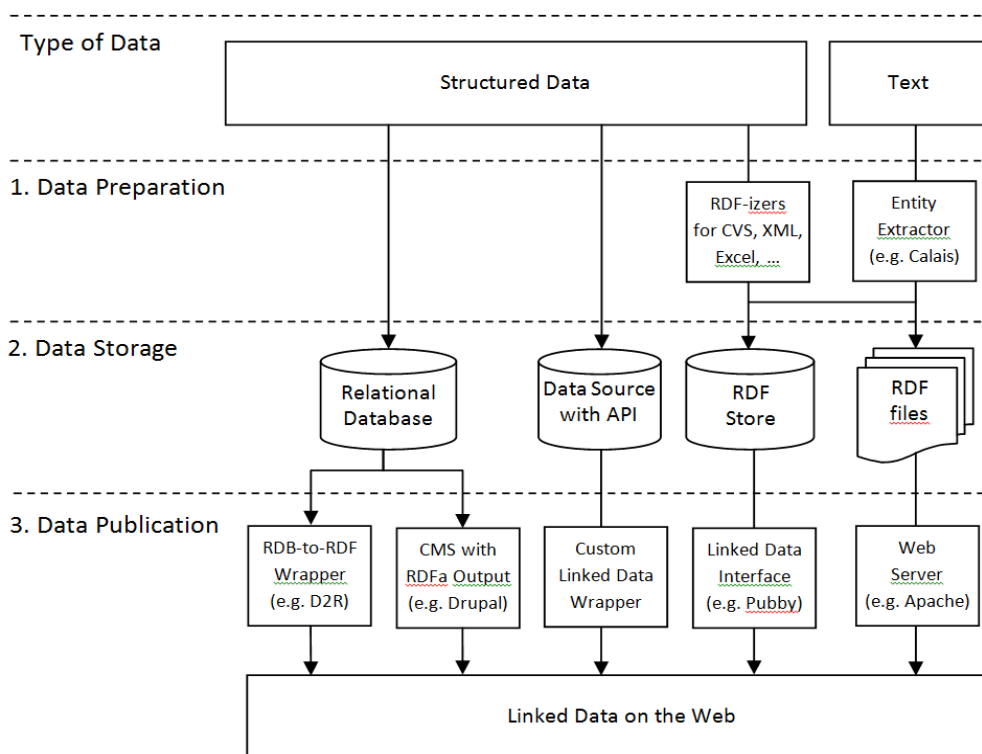 Type of Data
Structured Data
Text
1. Data Preparation
RDF-izers
for CVS, XML,
Excel, ...
Entity
Extractor
(e.g. Calais)
2. Data Storage
Relational
Database
Data Source
with API
RDF
Store
RDF
files
3. Data Publication
RDB-to-RDF
Wrapper
(e.g. D2R)
CMS with
RDFa Output
(e.g. Drupal)
Custom
Linked Data
Wrapper
Linked Data
Interface
(e.g. Pubby)
Web
Server
(e.g. Apache)
Linked Data on the Web